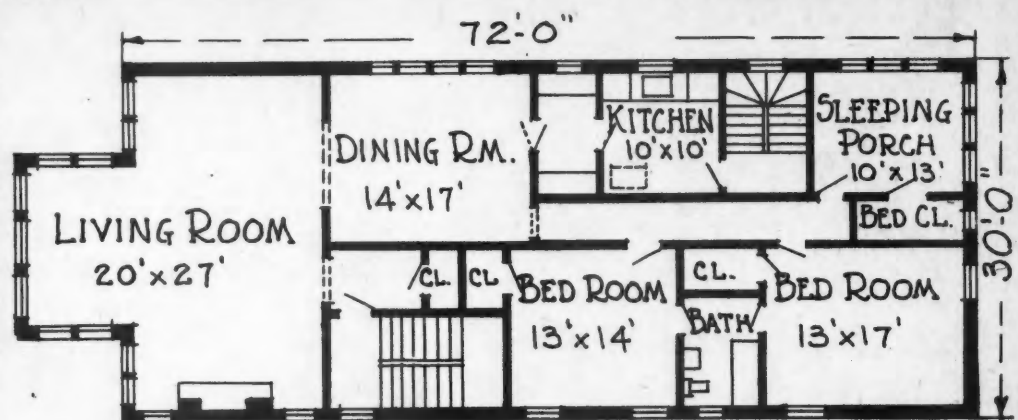 72'-0"
LIVING ROOM
20'x27'
DINING RM.
14'x17'
KITCHEN
10'x10'
SLEEPING
PORCH
10'x13'
BED CL.
30'-0"
CL.
CL
BED ROOM
13'x14'
CL.
BATH
BED ROOM
13'x17'